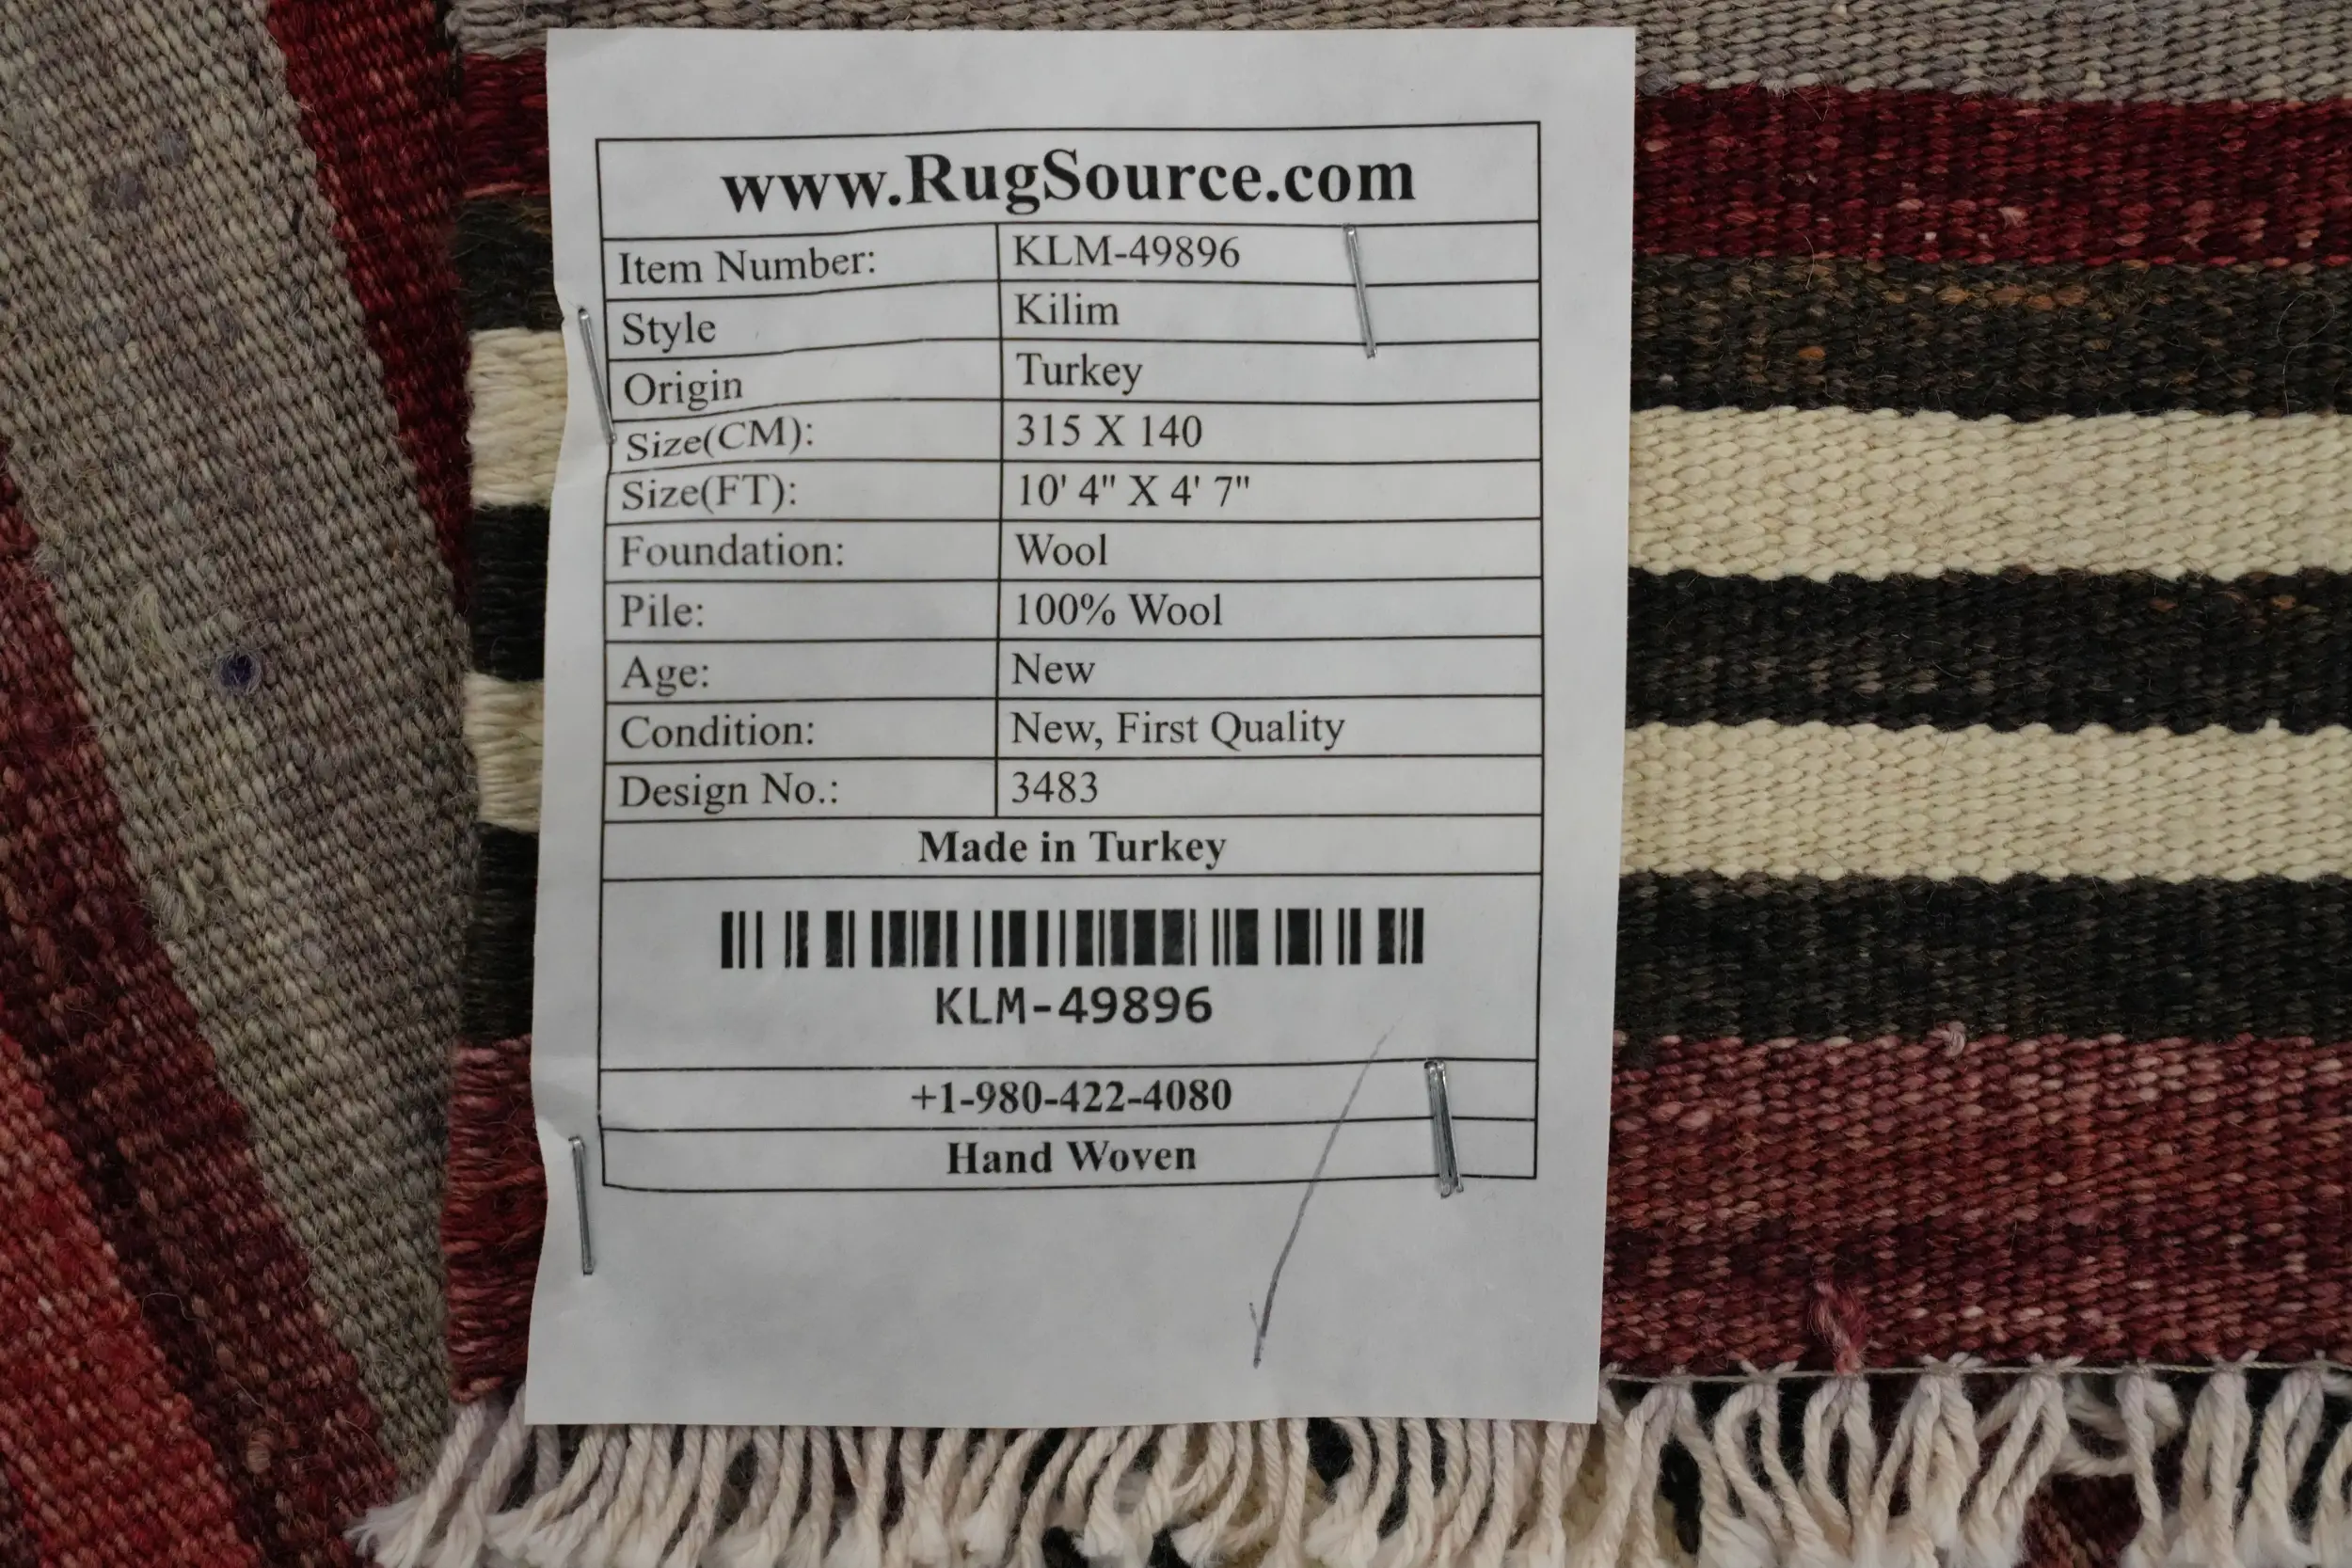 www.RugSource.com
Item Number: KLM-49896
Style Kilim
Origin Turkey
Size(CM): 315 X 140
Size(FT): 10' 4" X 4' 7"
Foundation: Wool
Pile: 100% Wool
Age: New
Condition: New, First Quality
Design No.: 3483
Made in Turkey
KLM-49896
+1-980-422-4080
Hand Woven